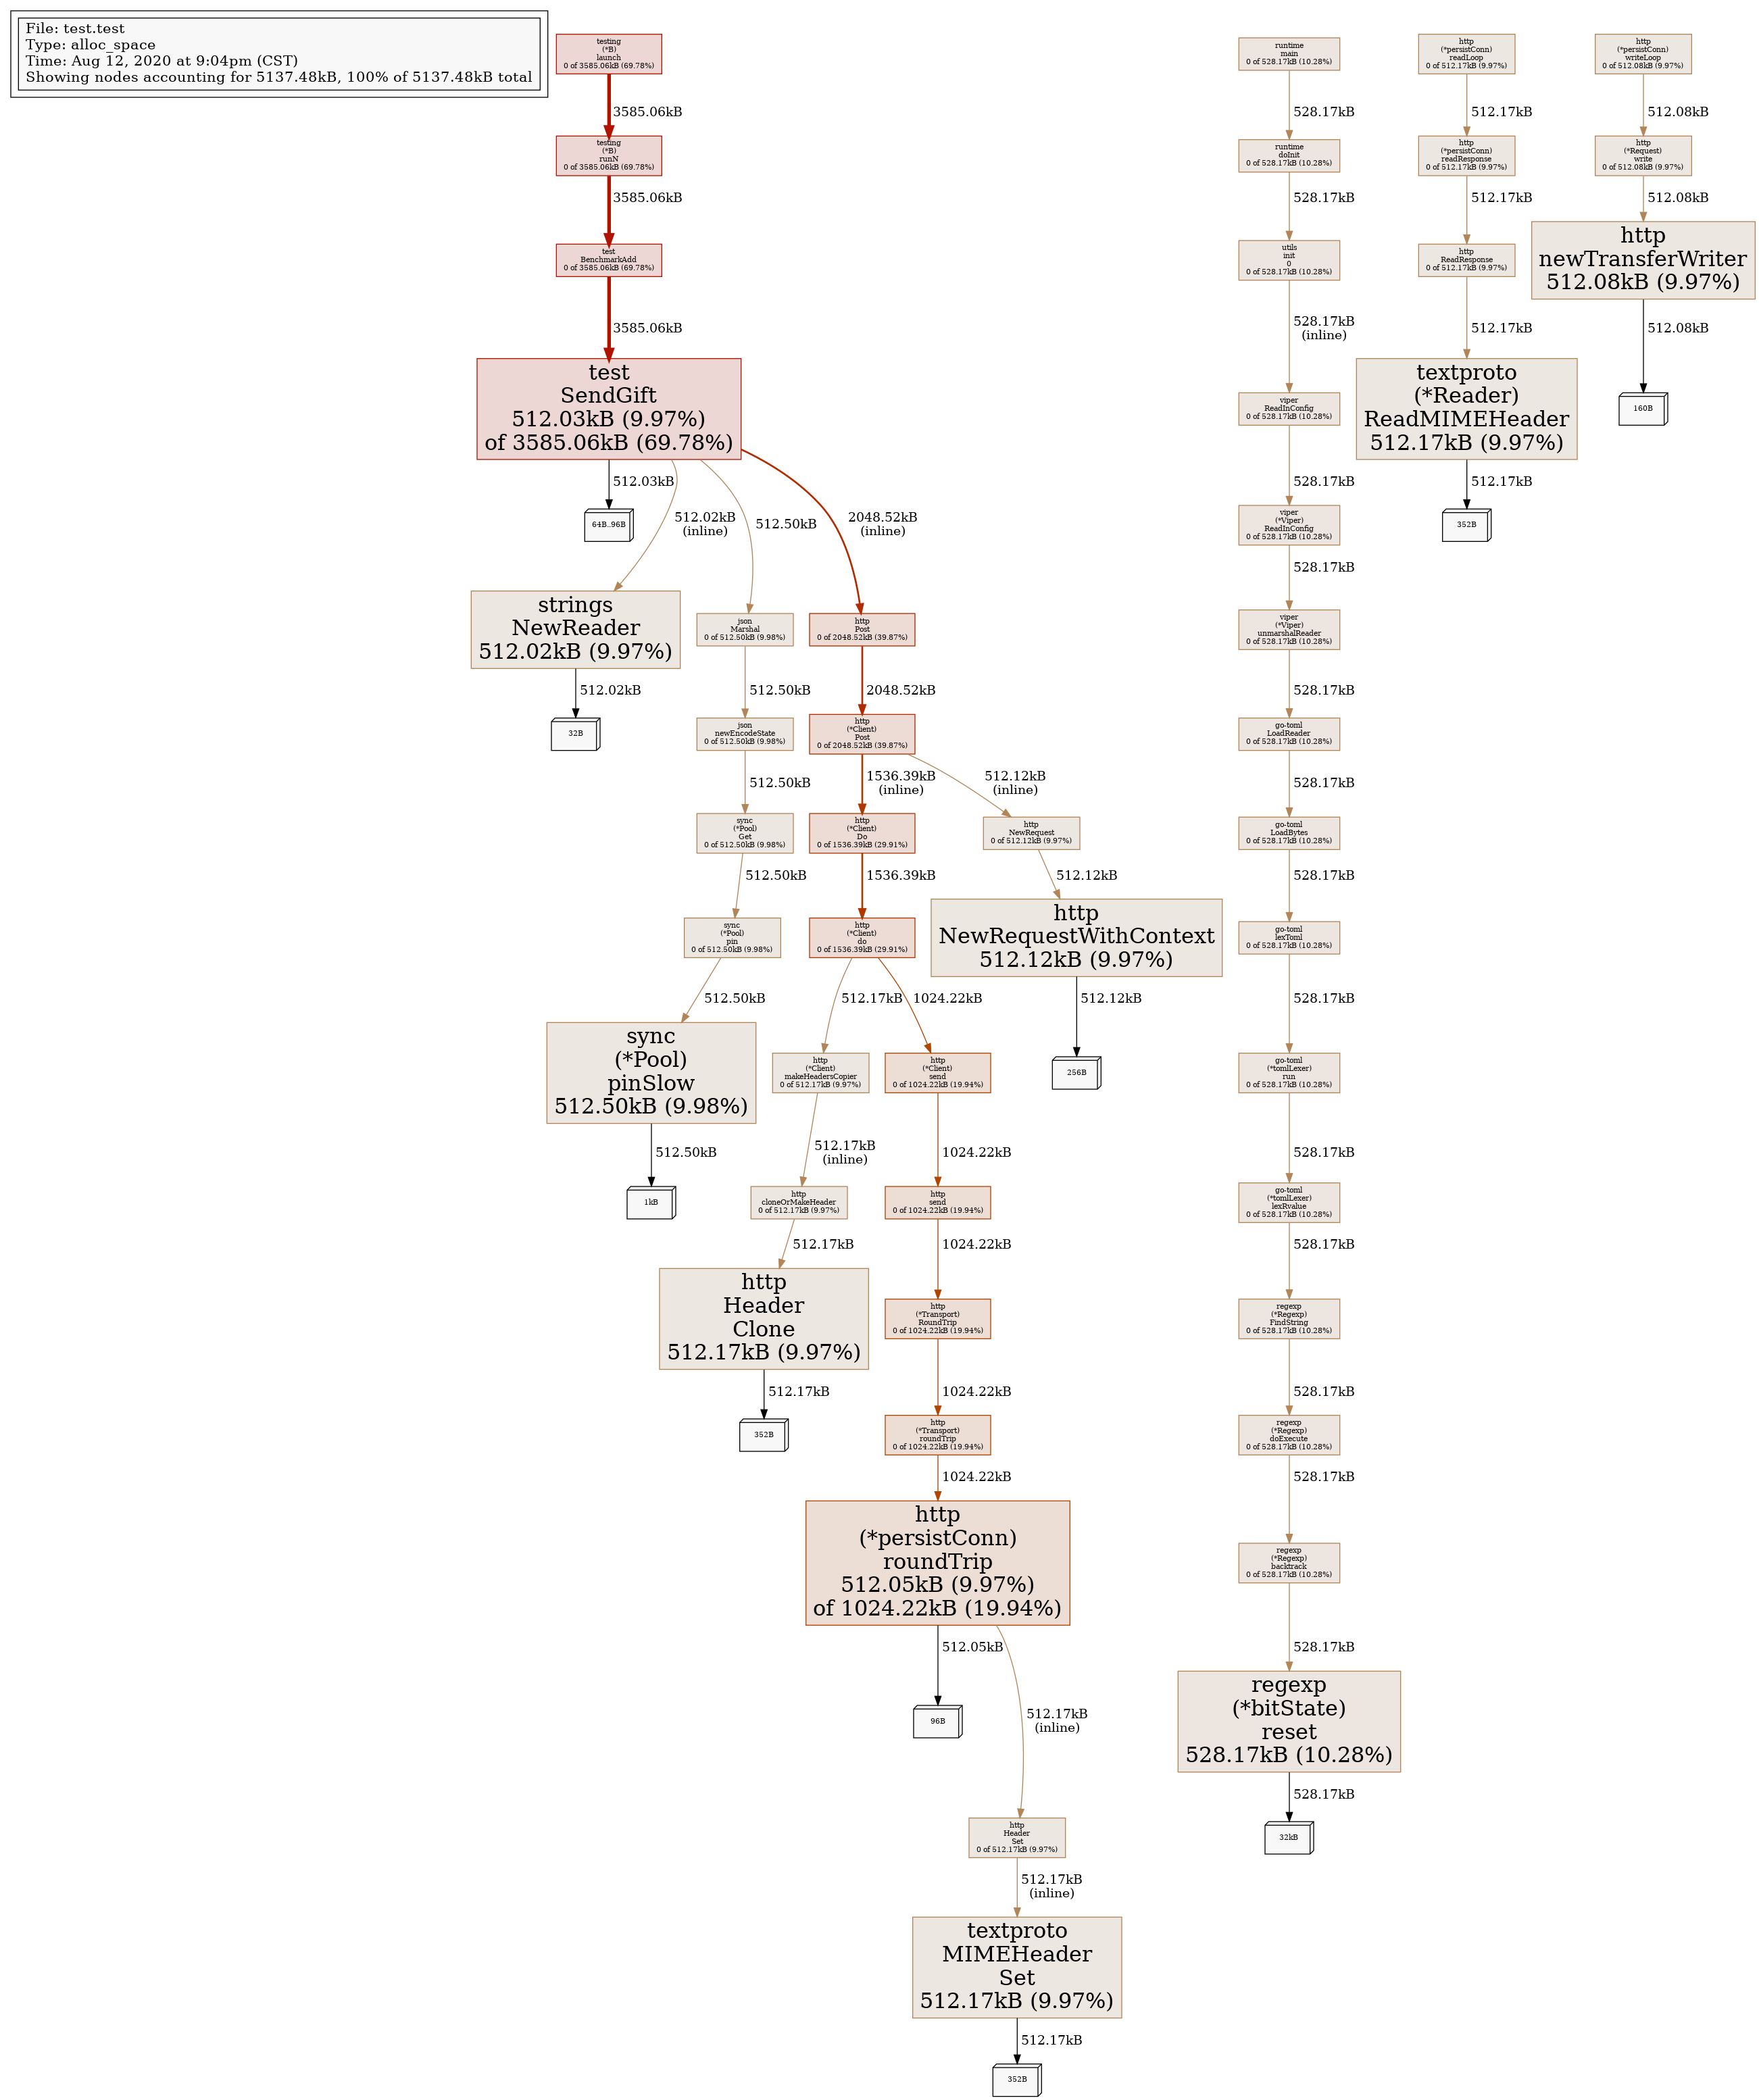 File: test.test
Type: alloc_space
Time: Aug 12, 2020 at 9:04pm (CST)
Showing nodes accounting for 5137.48kB, 100% of 5137.48kB total
testing
(*B)
launch
0 of 3585.06kB (69.78%)
3585.06kB
testing
(*B)
runN
0 of 3585.06kB (69.78%)
3585.06kB
test
BenchmarkAdd
0 of 3585.06kB (69.78%)
3585.06kB
test
SendGift
512.03kB (9.97%)
of 3585.06kB (69.78%)
512.03kB
64B..96B
512.02kB
(inline)
512.50kB
2048.52kB
(inline)
strings
NewReader
512.02kB (9.97%)
512.02kB
32B
json
Marshal
0 of 512.50kB (9.98%)
512.50kB
json
newEncodeState
0 of 512.50kB (9.98%)
512.50kB
sync
(*Pool)
Get
0 of 512.50kB (9.98%)
512.50kB
sync
(*Pool)
pin
0 of 512.50kB (9.98%)
512.50kB
sync
(*Pool)
pinSlow
512.50kB (9.98%)
512.50kB
1kB
http
Post
0 of 2048.52kB (39.87%)
2048.52kB
http
(*Client)
Post
0 of 2048.52kB (39.87%)
1536.39kB
(inline)
512.12kB
(inline)
http
(*Client)
Do
0 of 1536.39kB (29.91%)
1536.39kB
http
(*Client)
do
0 of 1536.39kB (29.91%)
512.17kB
1024.22kB
http
NewRequest
0 of 512.12kB (9.97%)
512.12kB
http
NewRequestWithContext
512.12kB (9.97%)
512.12kB
256B
http
(*Client)
makeHeadersCopier
0 of 512.17kB (9.97%)
512.17kB
(inline)
http
cloneOrMakeHeader
0 of 512.17kB (9.97%)
512.17kB
http
Header
Clone
512.17kB (9.97%)
512.17kB
352B
http
(*Client)
send
0 of 1024.22kB (19.94%)
1024.22kB
http
send
0 of 1024.22kB (19.94%)
1024.22kB
http
(*Transport)
RoundTrip
0 of 1024.22kB (19.94%)
1024.22kB
http
(*Transport)
roundTrip
0 of 1024.22kB (19.94%)
1024.22kB
http
(*persistConn)
roundTrip
512.05kB (9.97%)
of 1024.22kB (19.94%)
512.05kB
96B
512.17kB
(inline)
http
Header
Set
0 of 512.17kB (9.97%)
512.17kB
(inline)
textproto
MIMEHeader
Set
512.17kB (9.97%)
512.17kB
352B
runtime
main
0 of 528.17kB (10.28%)
528.17kB
runtime
doInit
0 of 528.17kB (10.28%)
528.17kB
utils
init
0
0 of 528.17kB (10.28%)
528.17kB
(inline)
viper
ReadInConfig
0 of 528.17kB (10.28%)
528.17kB
viper
(*Viper)
ReadInConfig
0 of 528.17kB (10.28%)
528.17kB
viper
(*Viper)
unmarshalReader
0 of 528.17kB (10.28%)
528.17kB
go-toml
LoadReader
0 of 528.17kB (10.28%)
528.17kB
go-toml
LoadBytes
0 of 528.17kB (10.28%)
528.17kB
go-toml
lexToml
0 of 528.17kB (10.28%)
528.17kB
go-toml
(*tomlLexer)
run
0 of 528.17kB (10.28%)
528.17kB
go-toml
(*tomlLexer)
lexRvalue
0 of 528.17kB (10.28%)
528.17kB
regexp
(*Regexp)
FindString
0 of 528.17kB (10.28%)
528.17kB
regexp
(*Regexp)
doExecute
0 of 528.17kB (10.28%)
528.17kB
regexp
(*Regexp)
backtrack
0 of 528.17kB (10.28%)
528.17kB
regexp
(*bitState)
reset
528.17kB (10.28%)
528.17kB
32kB
http
(*persistConn)
readLoop
0 of 512.17kB (9.97%)
512.17kB
http
(*persistConn)
readResponse
0 of 512.17kB (9.97%)
512.17kB
http
ReadResponse
0 of 512.17kB (9.97%)
512.17kB
textproto
(*Reader)
ReadMIMEHeader
512.17kB (9.97%)
512.17kB
352B
http
(*persistConn)
writeLoop
0 of 512.08kB (9.97%)
512.08kB
http
(*Request)
write
0 of 512.08kB (9.97%)
512.08kB
http
newTransferWriter
512.08kB (9.97%)
512.08kB
160B